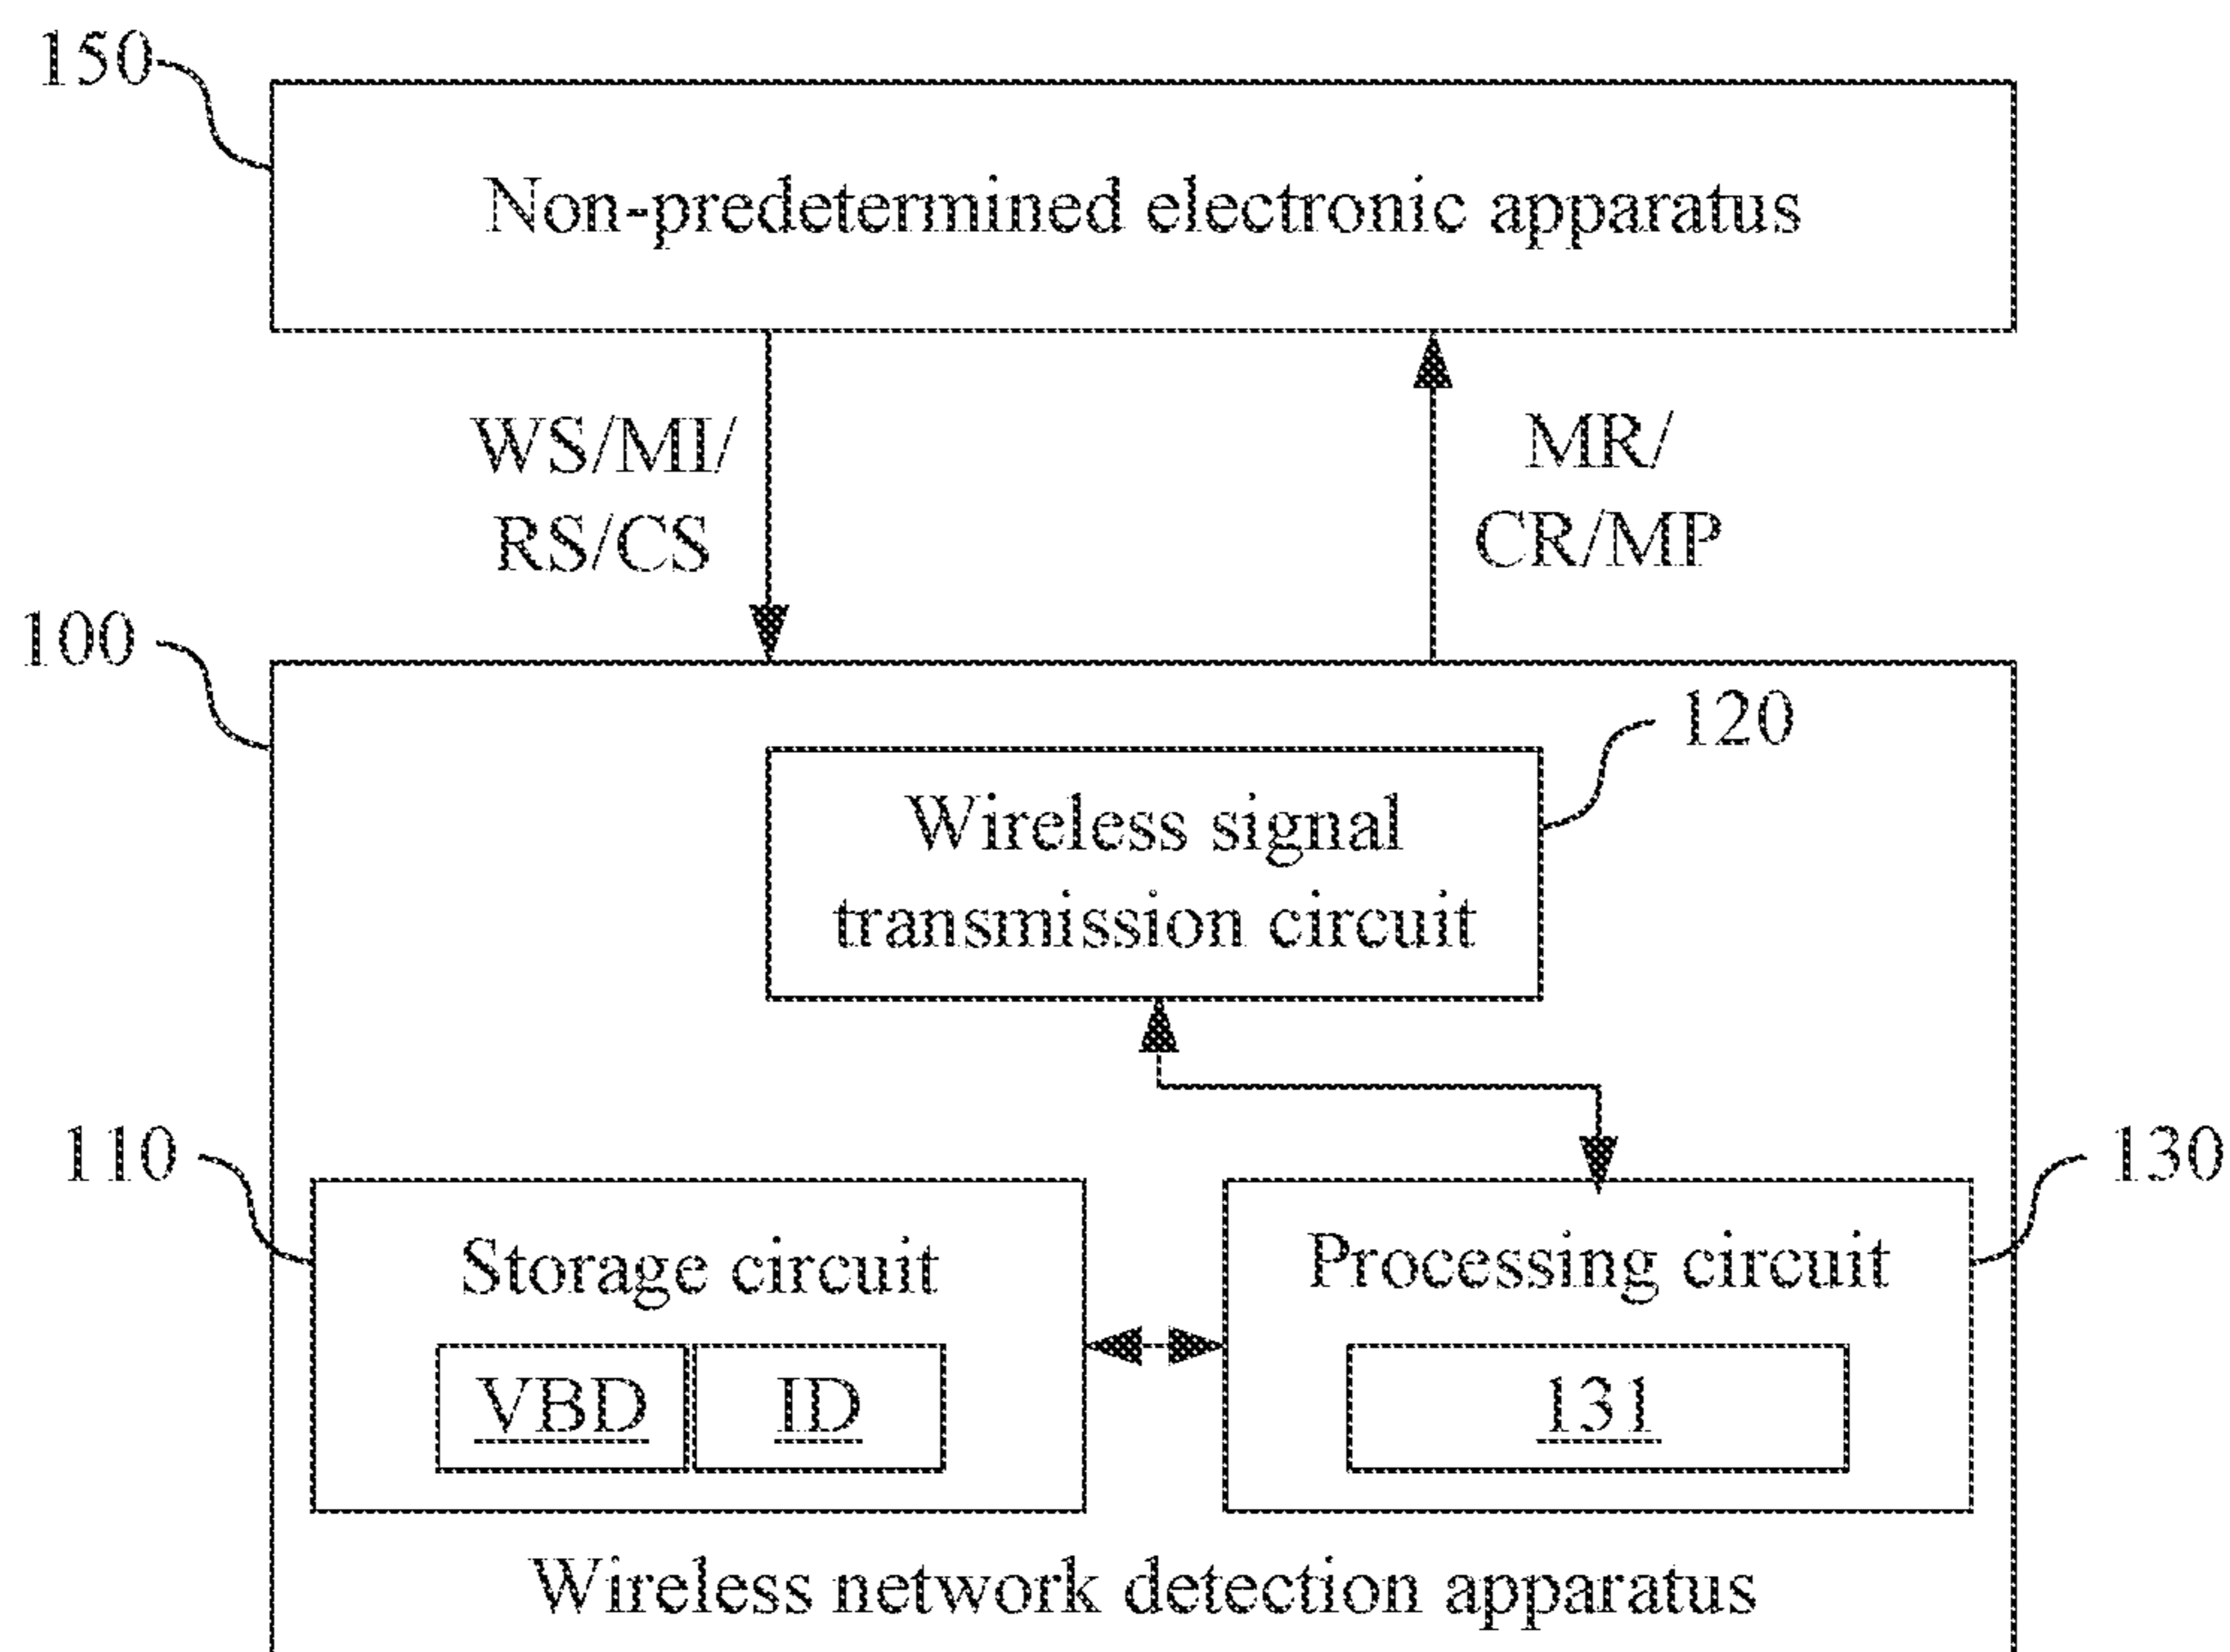 150
Non-predetermined electronic apparatus
WS/MI/
RS/CS
MR/
CR/MP
100
120
Wireless signal
transmission circuit
110
130
Storage circuit
Processing circuit
VBD
ID
131
Wireless network detection apparatus